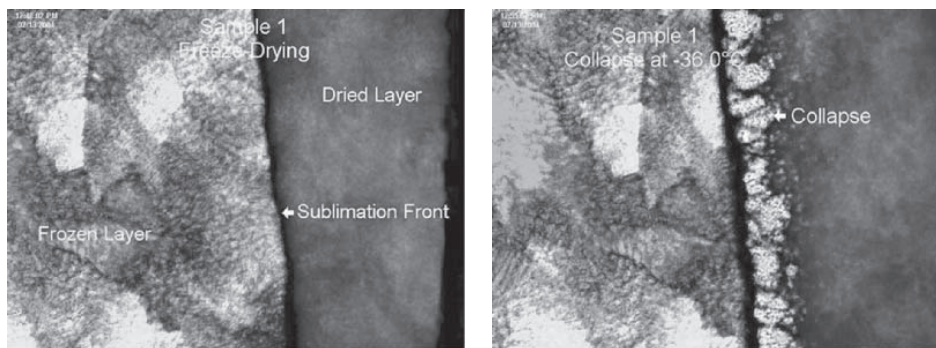 Sample 1
Freeze-Drying
Dried Layer
Sublimation Front
Frozen Layer
Sample 1
Collapse at -36.0°C
Collapse